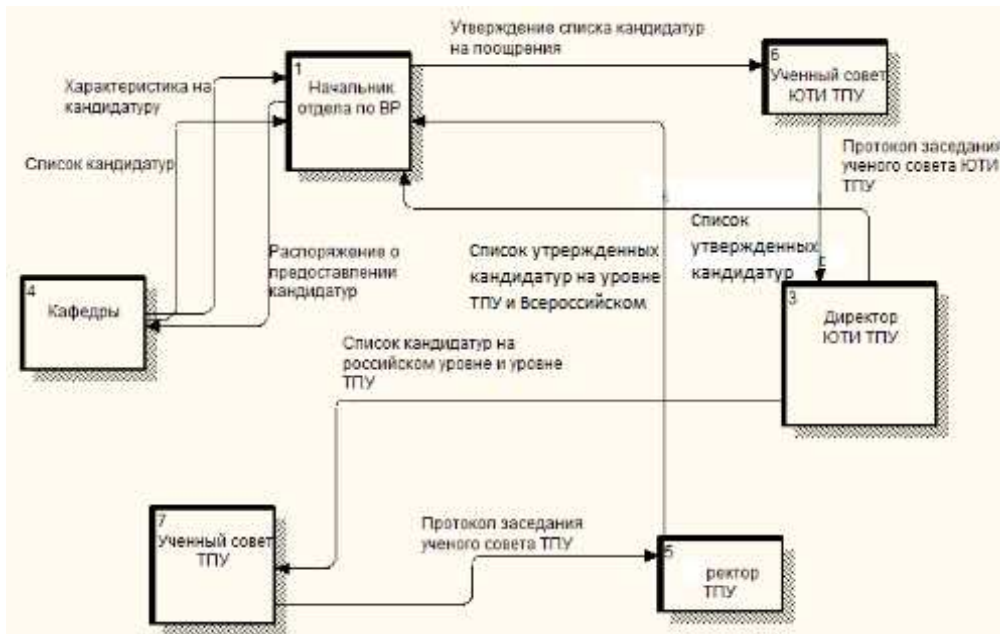 Утверждение списка кандидатур
на поощрения
1
Начальник
отдела по ВР
6
Ученный совет
ЮТИ ТПУ
Характеристика на
кандидатуру
Список кандидатур
Протокол заседания
ученого совета ЮТИ
ТПУ
Распоряжение о
предоставлении
кандидатур
Список утрержденных
кандидатур на уровне
ТПУ и Всероссийском
Список
утвержденных
кандидатур
4
Кафедры
3
Директор
ЮТИ ТПУ
Список кандидатур на
российском уровне и уровне
ТПУ
7
Ученный совет
ТПУ
Протокол заседания
ученого совета ТПУ
5
ректор
ТПУ